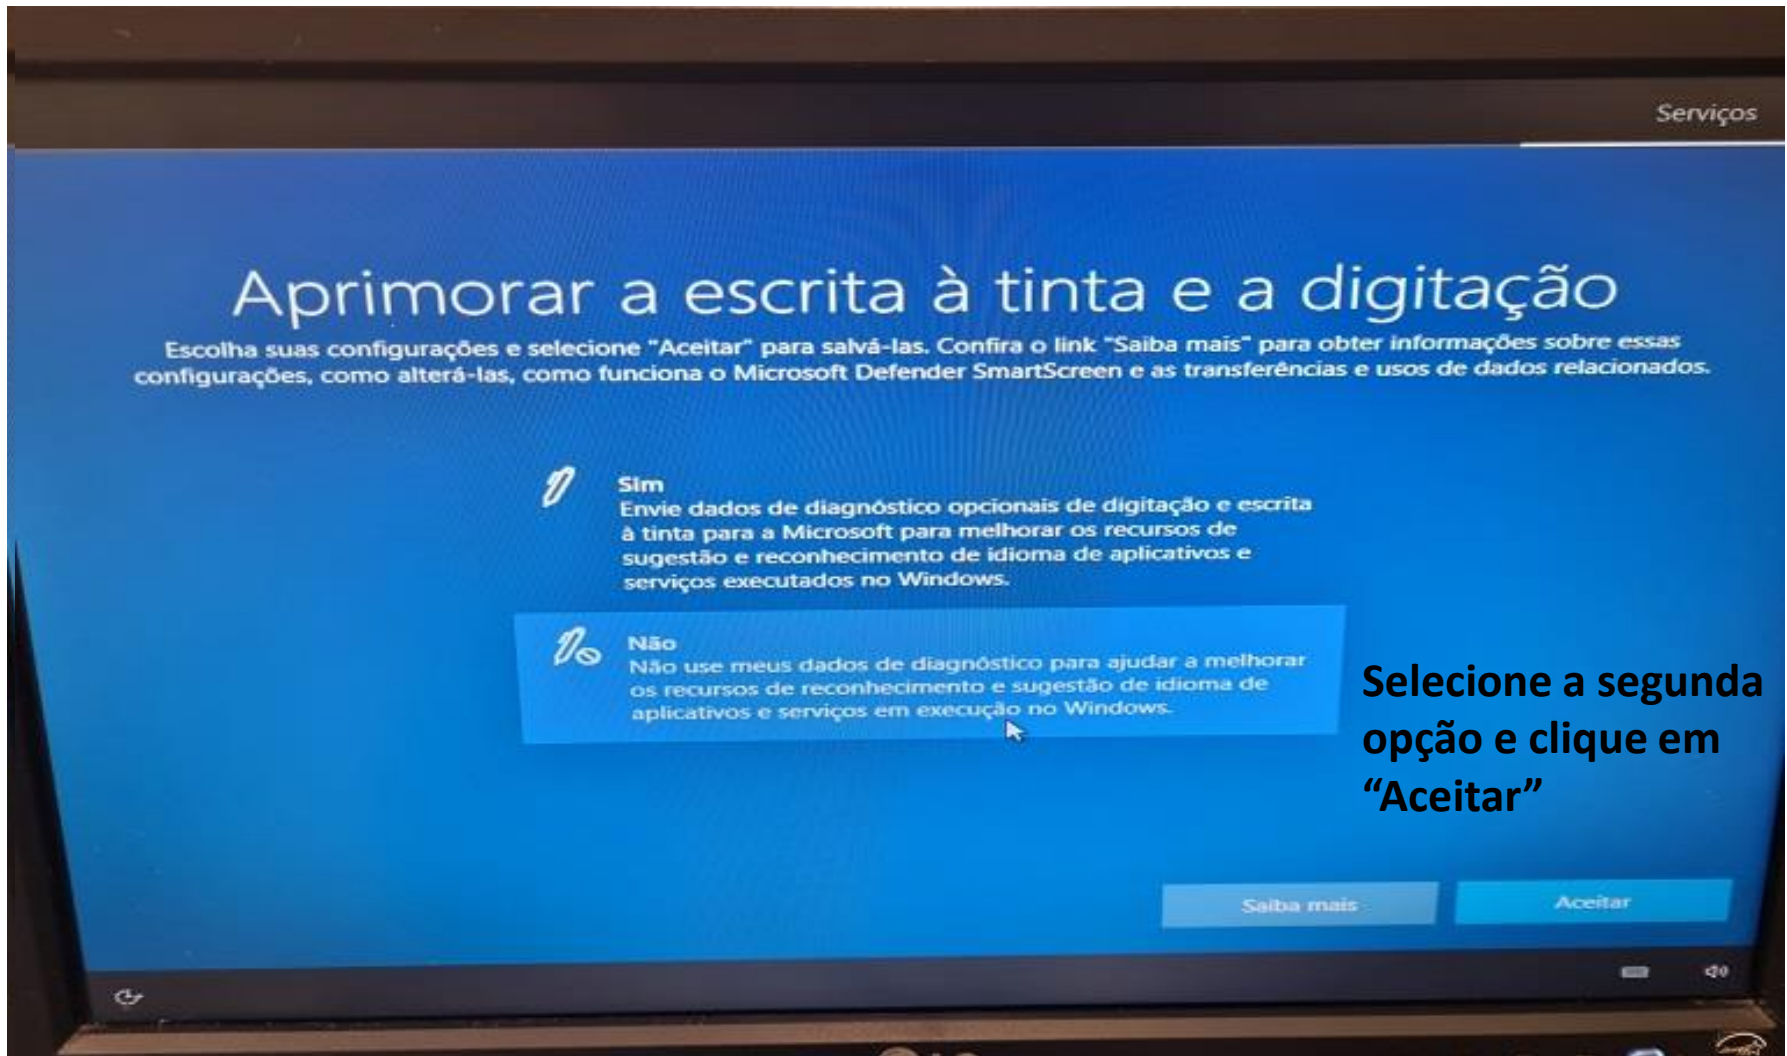 Serviços
Aprimorar a escrita à tinta e a digitação
Escolha suas configurações e selecione "Aceitar" para salvá-las. Confira o link "Saiba mais" para obter informações sobre essas
configurações, como alterá-las, como funciona o Microsoft Defender SmartScreen e as transferências e usos de dados relacionados.
Sim
Envie dados de diagnóstico opcionais de digitação e escrita
à tinta para a Microsoft para melhorar os recursos de
sugestão e reconhecimento de idioma de aplicativos e
serviços executados no Windows.
Não
Não use meus dados de diagnóstico para ajudar a melhorar
os recursos de reconhecimento e sugestão de idioma de
aplicativos e serviços em execução no Windows.
Selecione a segunda
opção e clique em
“Aceitar”
Saiba mais
Aceitar